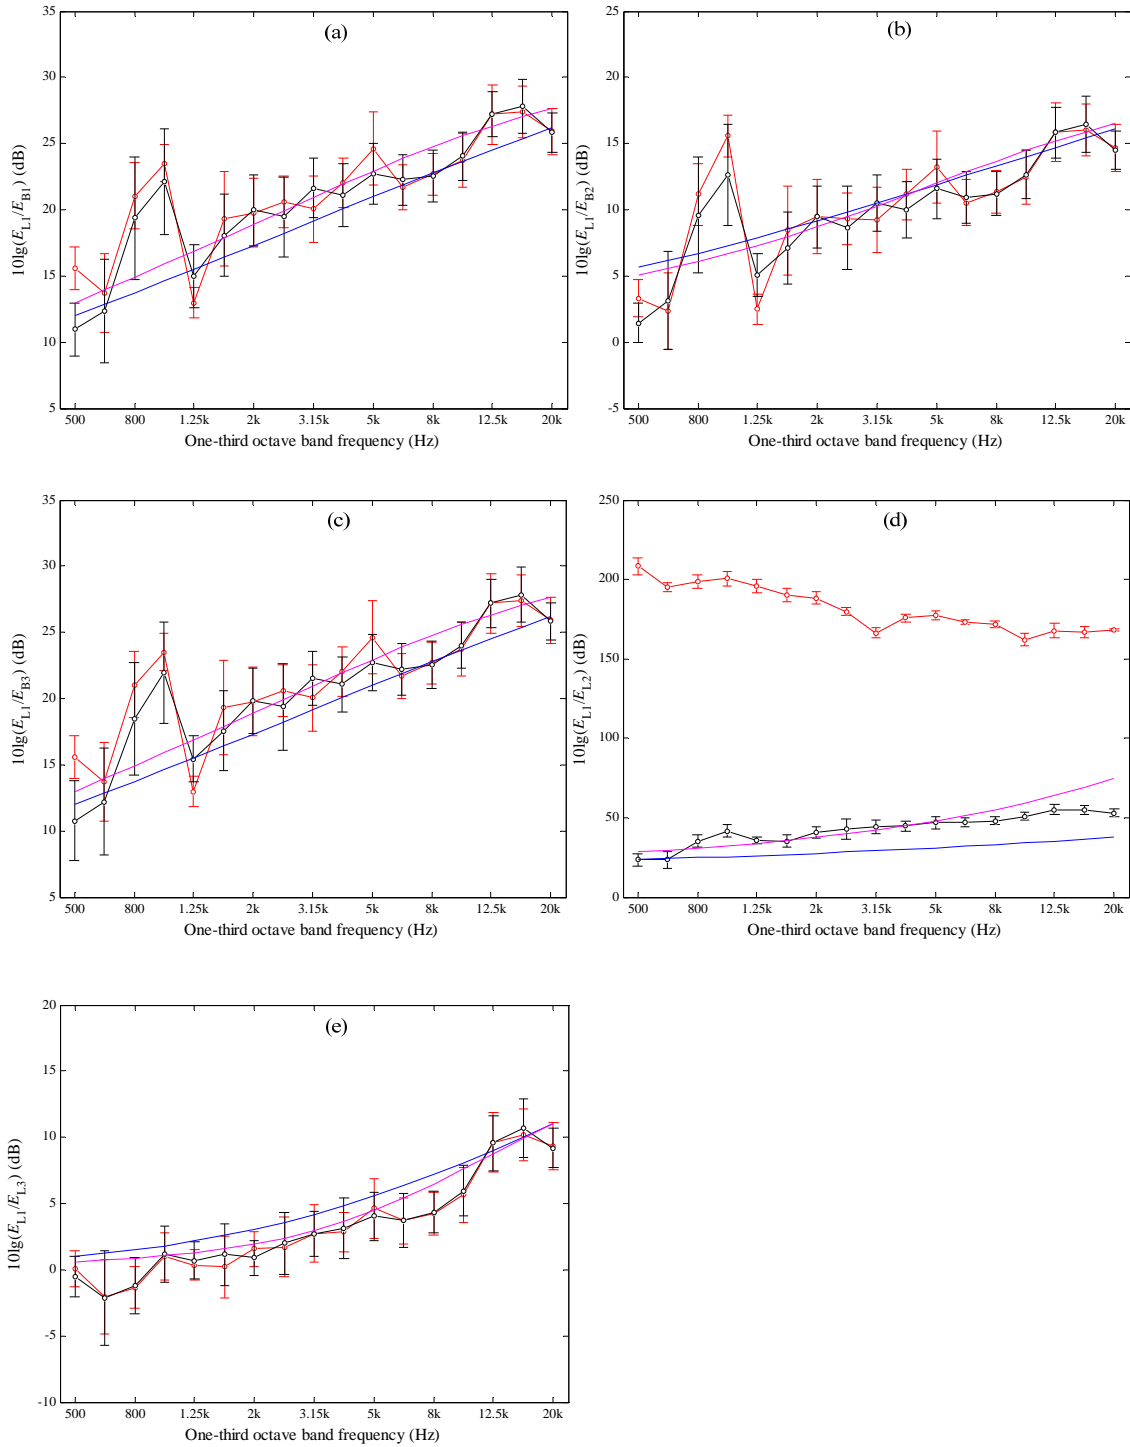 35
30
25
20
15
10
5
(a)
10lg(E_L1/E_B1) (dB)
500 800 1.25k 2k 3.15k 5k 8k 12.5k 20k
One-third octave band frequency (Hz)
25
20
15
10
5
0
-5
(b)
10lg(E_L1/E_B2) (dB)
500 800 1.25k 2k 3.15k 5k 8k 12.5k 20k
One-third octave band frequency (Hz)
35
30
25
20
15
10
5
(c)
10lg(E_L1/E_B3) (dB)
500 800 1.25k 2k 3.15k 5k 8k 12.5k 20k
One-third octave band frequency (Hz)
250
200
150
100
50
0
(d)
10lg(E_L1/E_L2) (dB)
500 800 1.25k 2k 3.15k 5k 8k 12.5k 20k
One-third octave band frequency (Hz)
20
15
10
5
0
-5
-10
(e)
10lg(E_L1/E_L3) (dB)
500 800 1.25k 2k 3.15k 5k 8k 12.5k 20k
One-third octave band frequency (Hz)